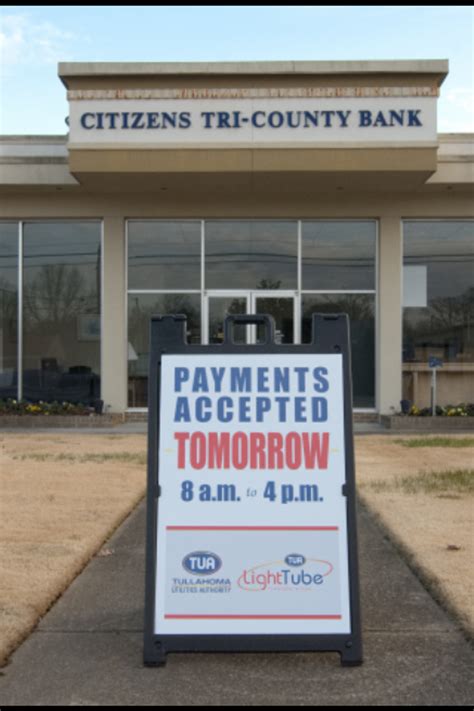 CITIZENS TRI-COUNTY BANK
PAYMENTS
ACCEPTED
TOMORROW
8 a.m. to 4 p.m.
TUA
TULLAHOMA
UTILITIES AUTHORITY
TUA
LightTube